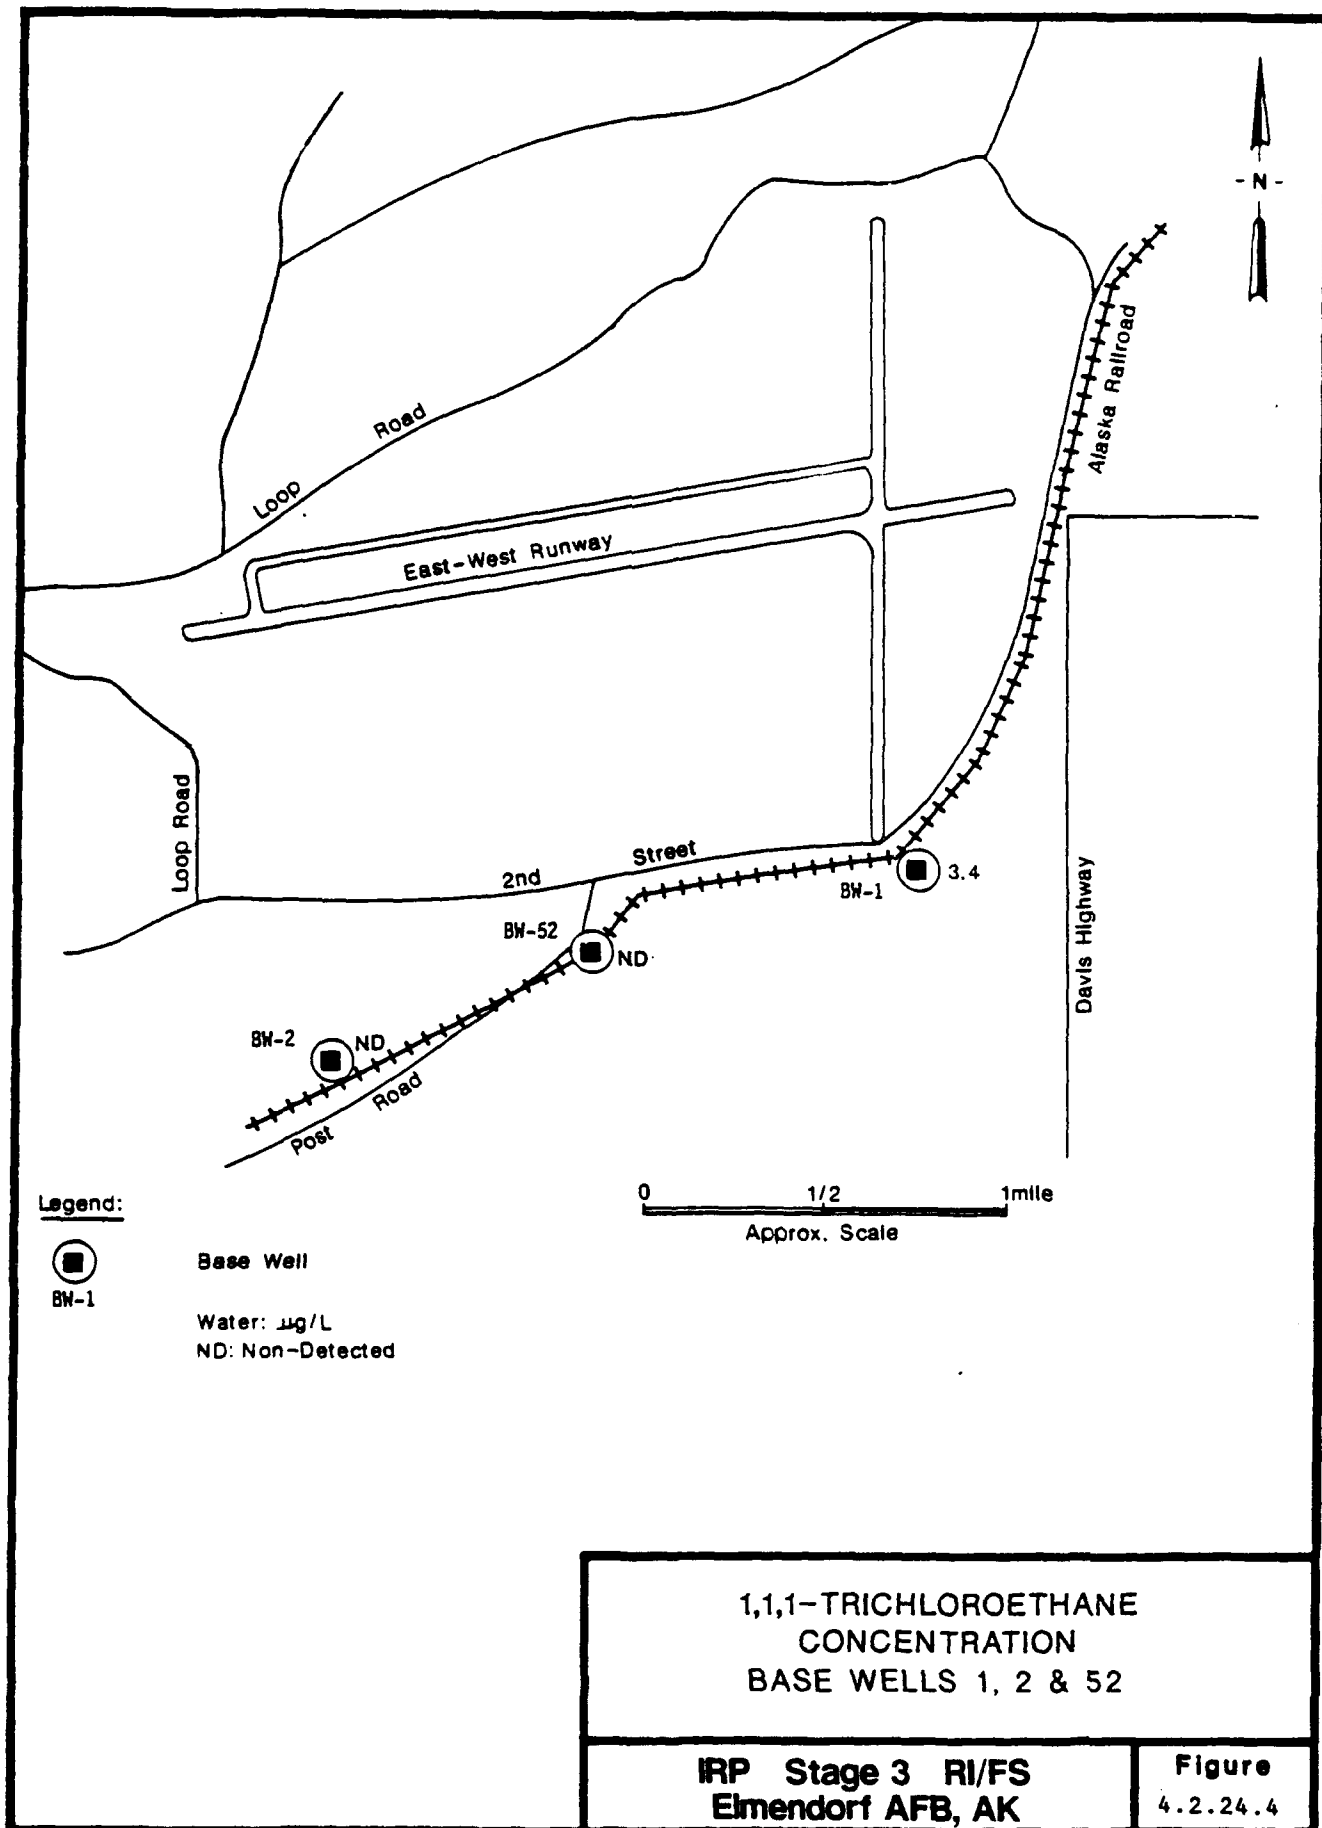 - N -
Alaska Railroad
Loop Road
East-West Runway
Loop Road
2nd Street
BW-1
3.4
Davis Highway
BW-52
ND
BW-2
ND
Post Road
0 1/2 1mile
Approx. Scale
Legend:
Base Well
BW-1
Water: µg/L
ND: Non-Detected
1,1,1-TRICHLOROETHANE
CONCENTRATION
BASE WELLS 1, 2 & 52
IRP Stage 3 RI/FS
Elmendorf AFB, AK
Figure
4.2.24.4